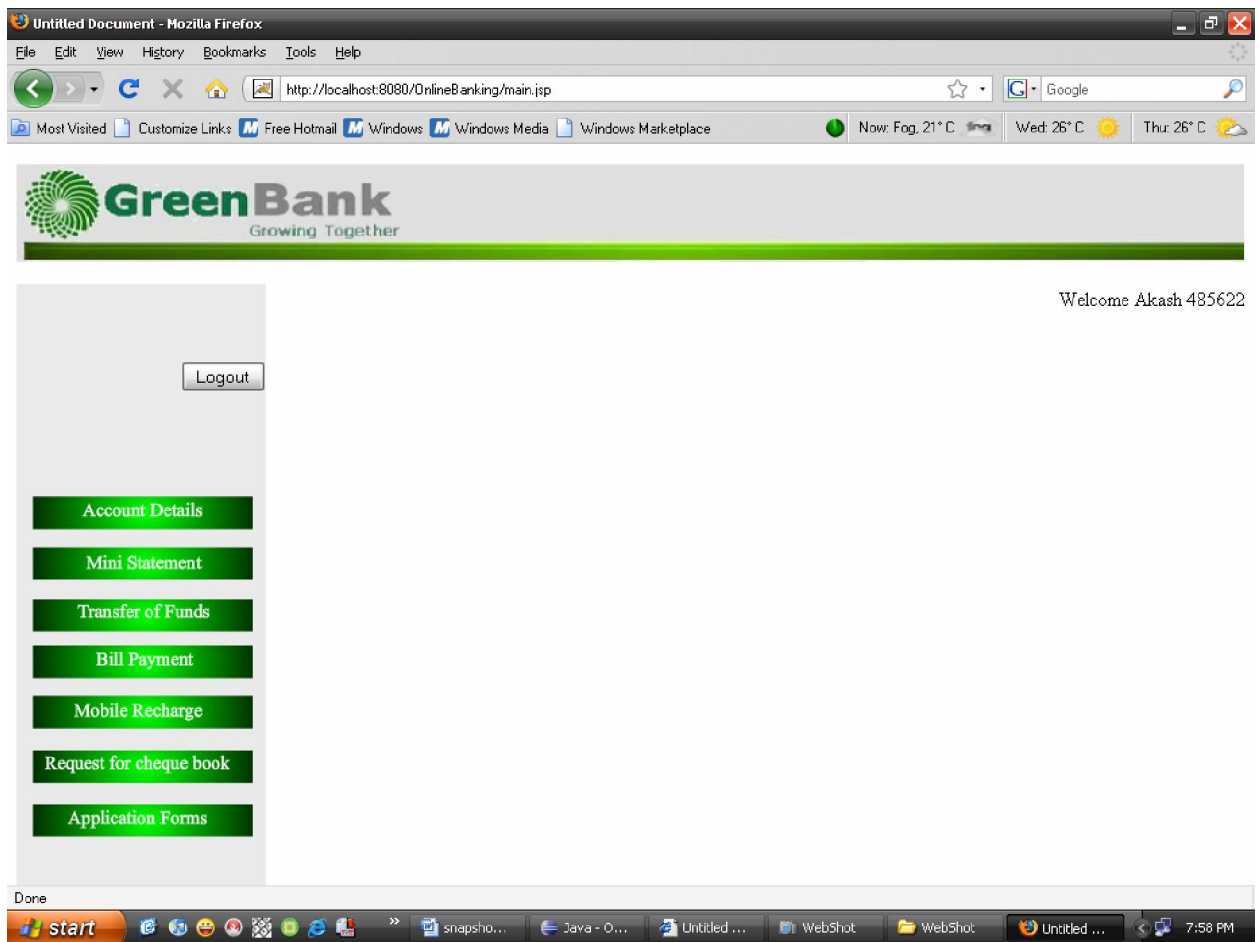 Untitled Document - Mozilla Firefox
File Edit View History Bookmarks Tools Help
http://localhost:8080/OnlineBanking/main.jsp
Google
Most Visited Customize Links Free Hotmail Windows Windows Media Windows Marketplace Now: Fog, 21° C Wed: 26° C Thu: 26° C
GreenBank
Growing Together
Welcome Akash 485622
Logout
Account Details
Mini Statement
Transfer of Funds
Bill Payment
Mobile Recharge
Request for cheque book
Application Forms
Done
start » snapsho... Java - O... Untitled ... WebShot WebShot Untitled ... 7:58 PM